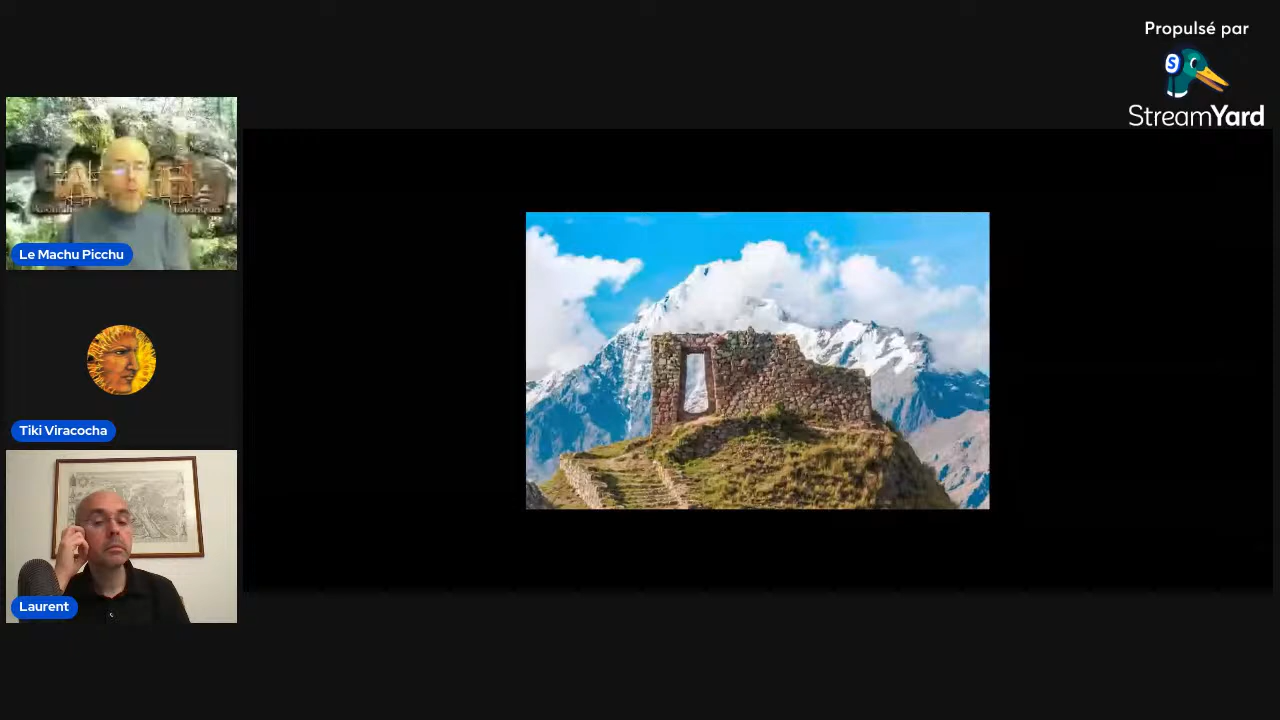 Propulsé par
StreamYard
Le Machu Picchu
Tiki Viracocha
Laurent